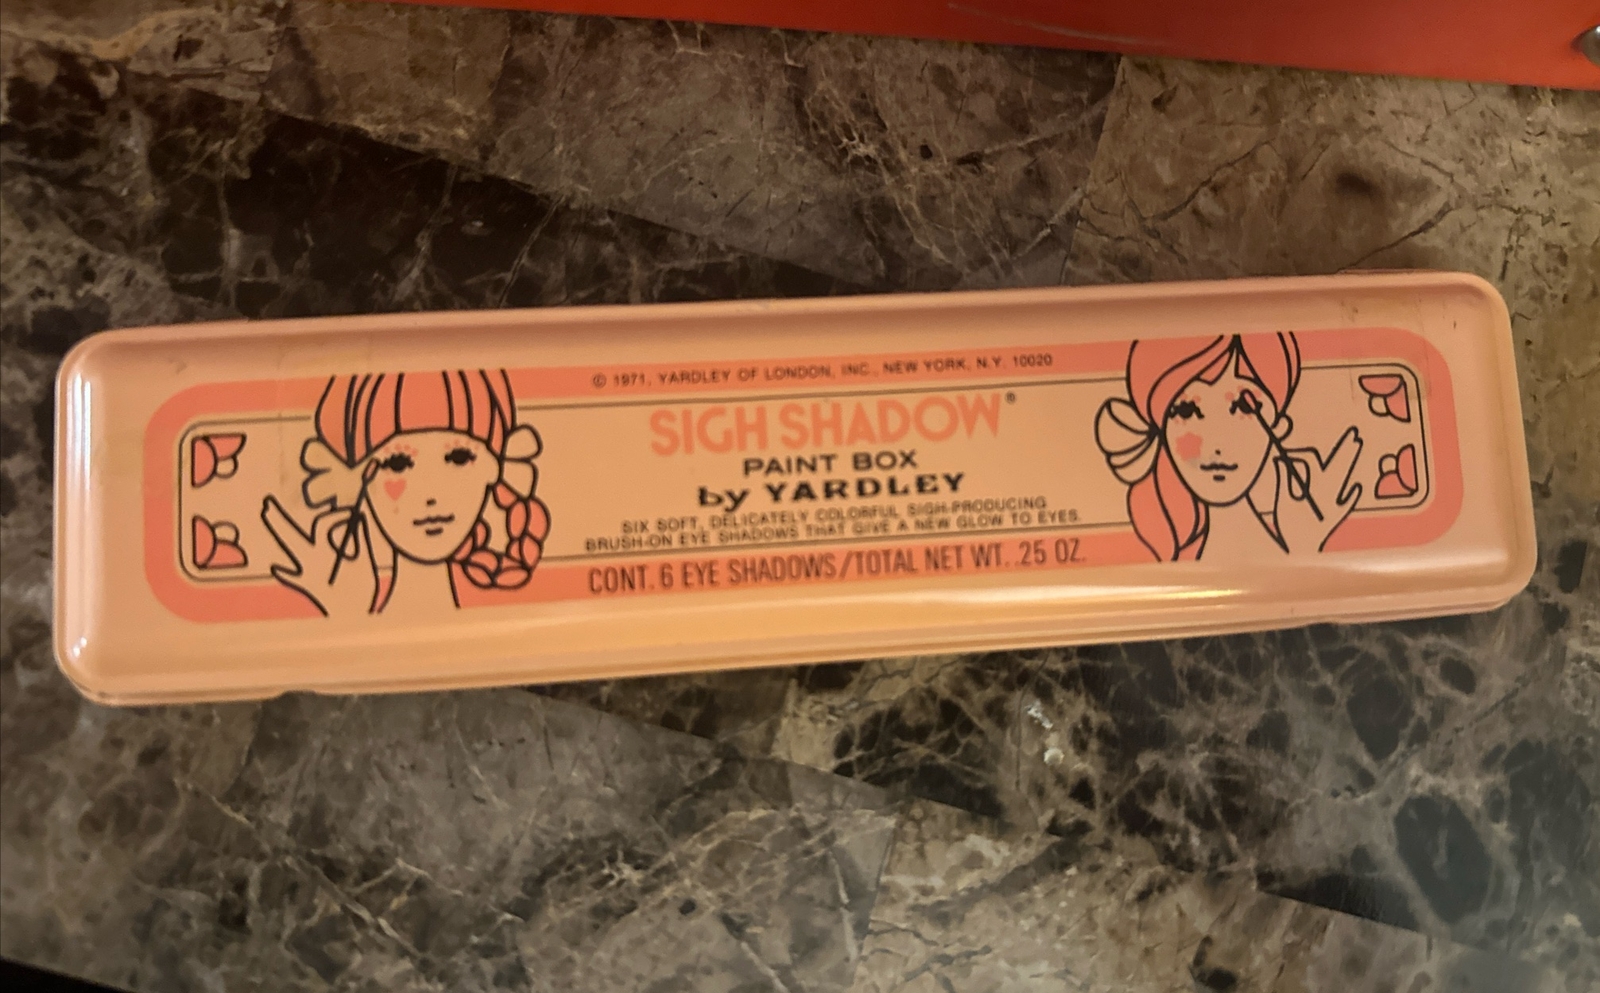 © 1971, YARDLEY OF LONDON, INC., NEW YORK, N.Y. 10020
SIGH SHADOW®
PAINT BOX
by YARDLEY
SIX SOFT, DELICATELY COLORFUL SIGH-PRODUCING
BRUSH-ON EYE SHADOWS THAT GIVE A NEW GLOW TO EYES.
CONT. 6 EYE SHADOWS/TOTAL NET WT. .25 OZ.